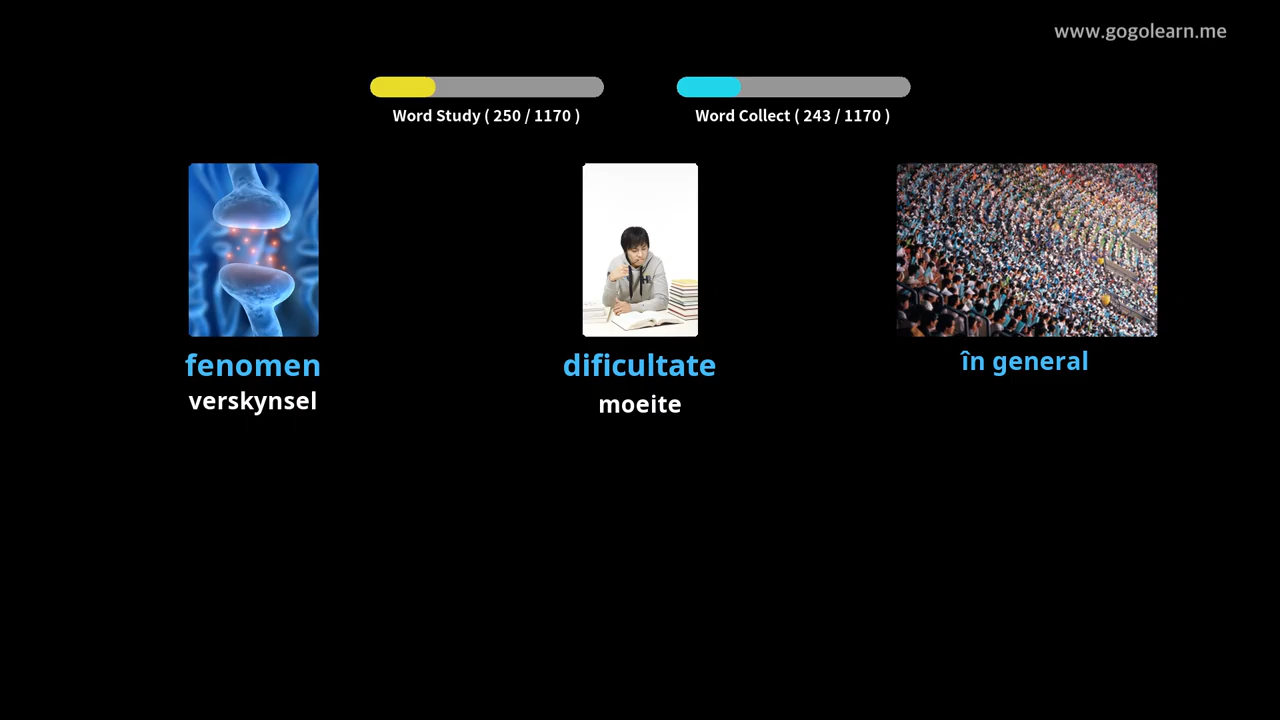 www.gogolearn.me
Word Study ( 250 / 1170 )
Word Collect ( 243 / 1170 )
fenomen
verskynsel
dificultate
moeite
în general